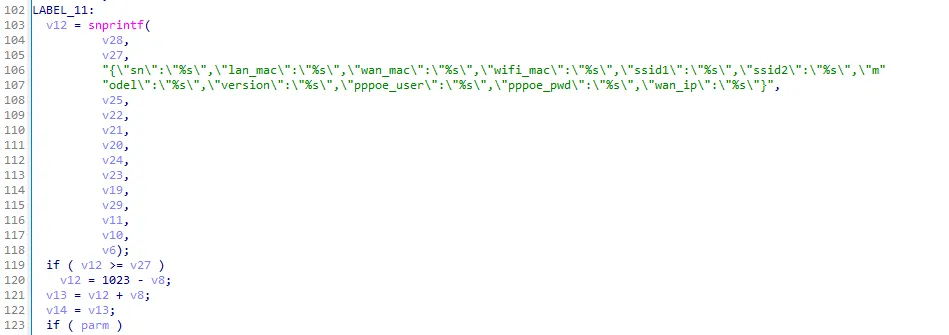 102 LABEL_11:
103 v12 = snprintf(
104 v28,
105 v27,
106 "{\"sn\":\"%s\",\"lan_mac\":\"%s\",\"wan_mac\":\"%s\",\"wifi_mac\":\"%s\",\"ssid1\":\"%s\",\"ssid2\":\"%s\",\"m"
107 "odel\":\"%s\",\"version\":\"%s\",\"pppoe_user\":\"%s\",\"pppoe_pwd\":\"%s\",\"wan_ip\":\"%s\"}",
108 v25,
109 v22,
110 v21,
111 v20,
112 v24,
113 v23,
114 v19,
115 v29,
116 v11,
117 v10,
118 v6);
119 if ( v12 >= v27 )
120 v12 = 1023 - v8;
121 v13 = v12 + v8;
122 v14 = v13;
123 if ( parm )